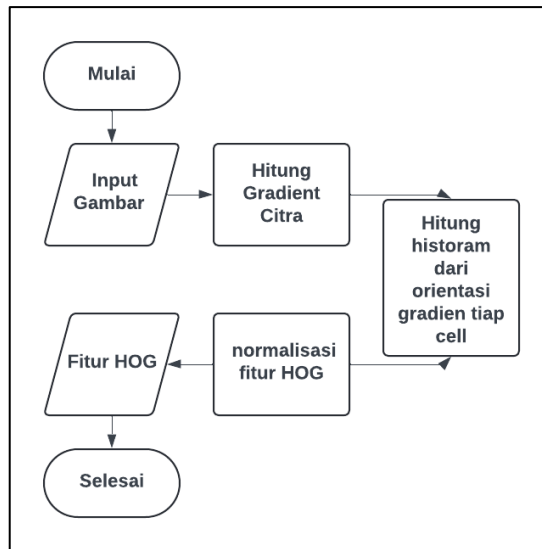 Mulai
Input
Gambar
Hitung
Gradient
Citra
Hitung
historam
dari
orientasi
gradien tiap
cell
normalisasi
fitur HOG
Fitur HOG
Selesai